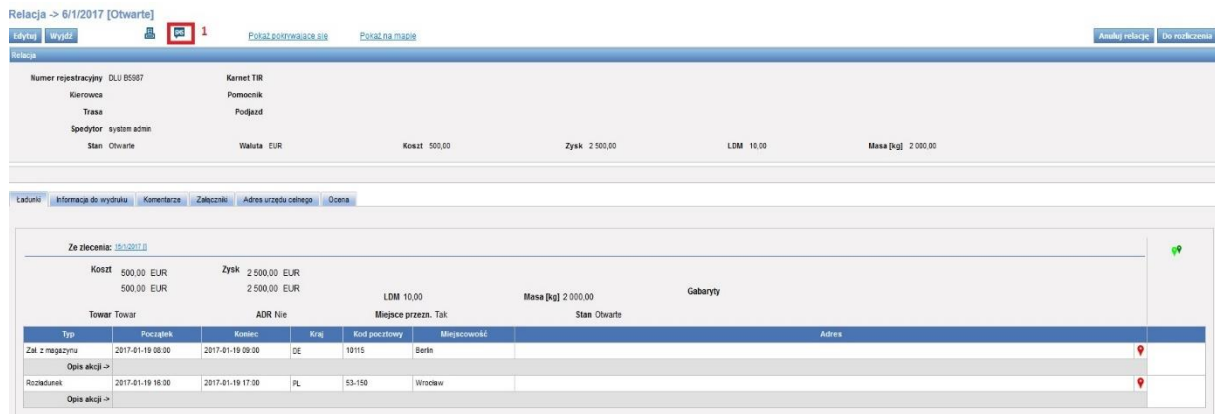 Relacja -> 6/1/2017 [Otwarte]
Edytuj Wyjdź 1 Pokaż pokrywające się Pokaż na mapie Anuluj relację Do rozliczenia
Relacja
Numer rejestracyjny DLU B5987 Karnet TIR
Kierowca Pomocnik
Trasa Podjazd
Spedytor system admin
Stan Otwarte Waluta EUR Koszt 500,00 Zysk 2 500,00 LDM 10,00 Masa [kg] 2 000,00
Ładunki Informacja do wydruku Komentarze Załączniki Adres urzędu celnego Ocena
Ze zlecenia: 15/1/2017 ()
Koszt 500,00 EUR Zysk 2 500,00 EUR
500,00 EUR 2 500,00 EUR
LDM 10,00 Masa [kg] 2 000,00 Gabaryty
Towar Towar ADR Nie Miejsce przezn. Tak Stan Otwarte
Typ Początek Koniec Kraj Kod pocztowy Miejscowość Adres
Zał. z magazynu 2017-01-19 08:00 2017-01-19 09:00 DE 10115 Berlin
Opis akcji ->
Rozładunek 2017-01-19 16:00 2017-01-19 17:00 PL 53-150 Wrocław
Opis akcji ->